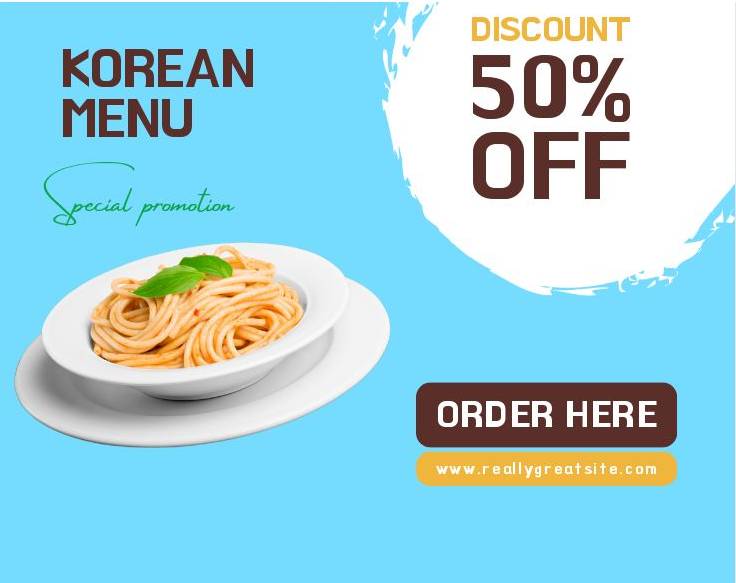 KOREAN
MENU
Special promotion
DISCOUNT
50%
OFF
ORDER HERE
www.reallygreatsite.com